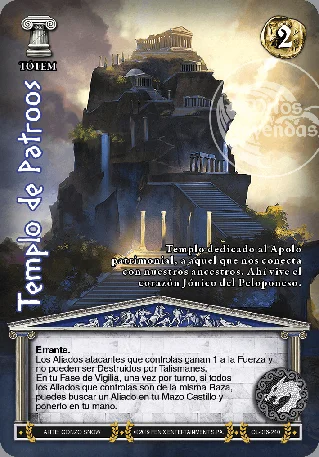 2
TÓTEM
Templo de Patroos
Templo dedicado al Apolo
patrimonial, a aquel que nos conecta
con nuestros ancestros. Ahí vive el
corazón Jónico del Peloponeso.
Errante.
Los Aliados atacantes que controlas ganan 1 a la Fuerza y
no pueden ser Destruidos por Talismanes.
En tu Fase de Vigilia, una vez por turno, si todos
los Aliados que controlas son de la misma Raza,
puedes buscar un Aliado en tu Mazo Castillo y
ponerlo en tu mano.